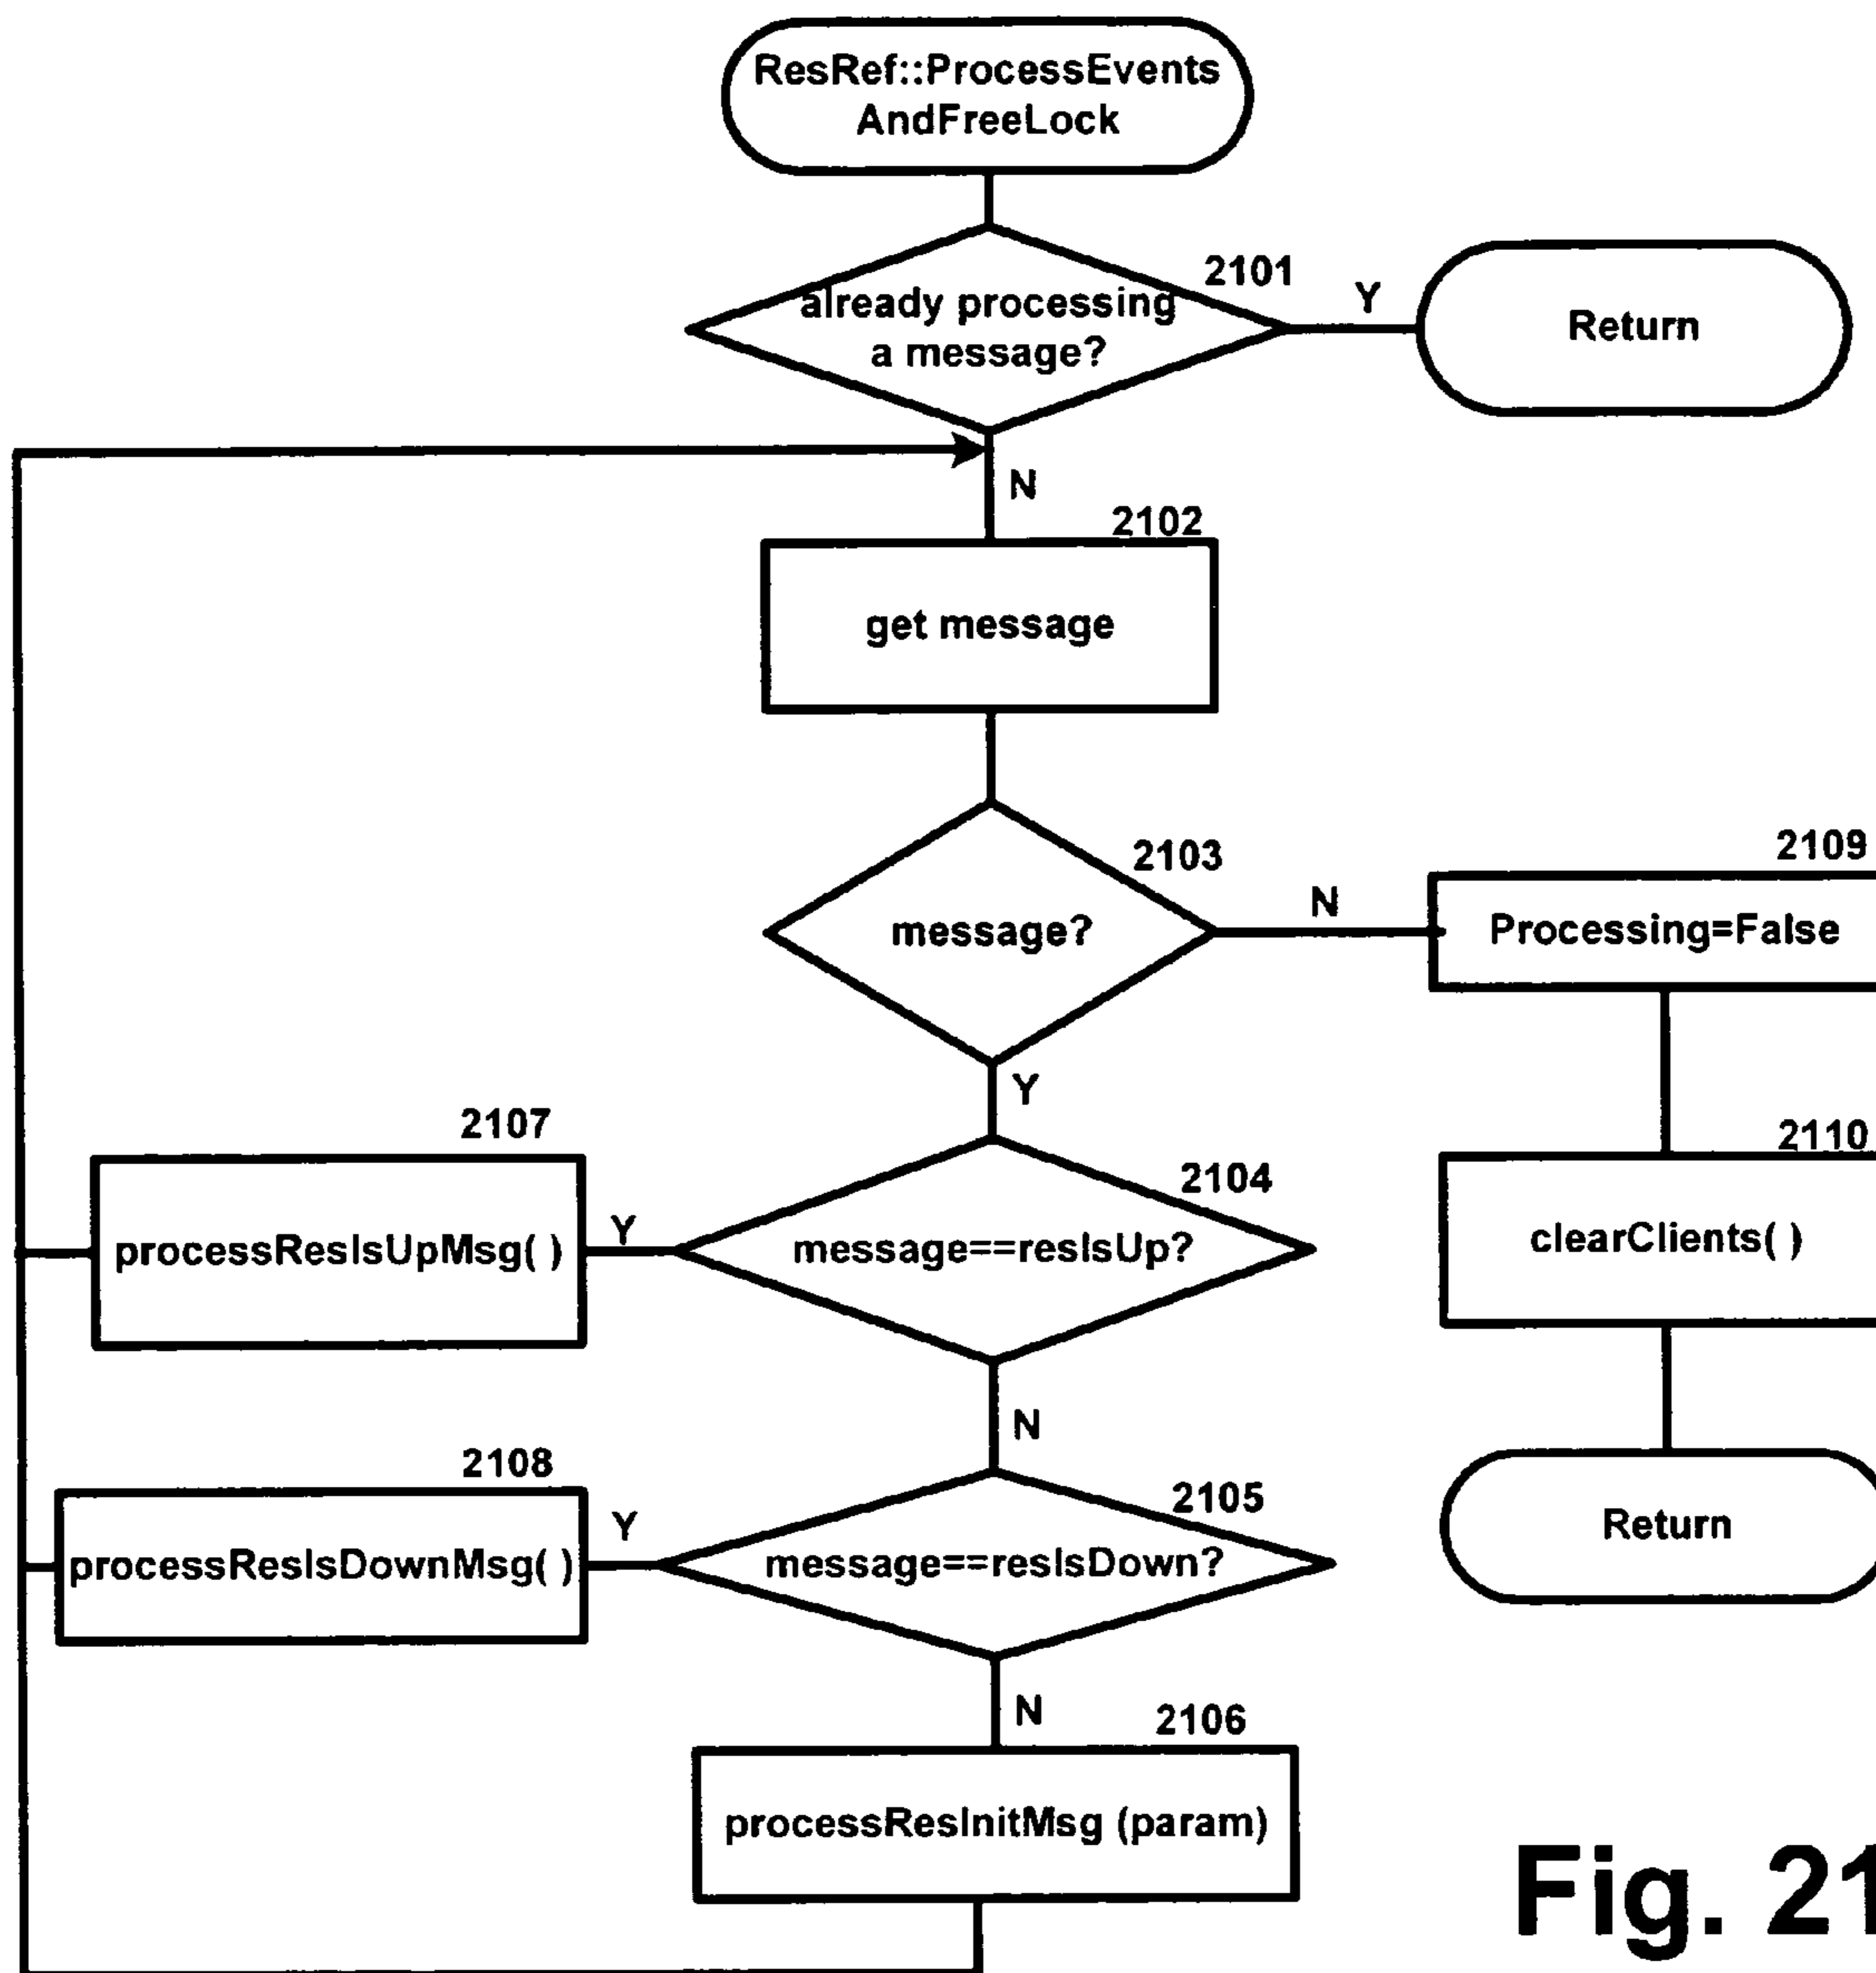 ResRef::ProcessEvents
AndFreeLock
2101
already processing
a message?
Y
Return
N
2102
get message
2103
message?
N
2109
Processing=False
Y
2107
2104
2110
processResIsUpMsg( )
Y
message==resIsUp?
clearClients( )
N
2108
2105
Y
processResIsDownMsg( )
message==resIsDown?
Return
N
2106
processResInitMsg (param)
Fig. 21